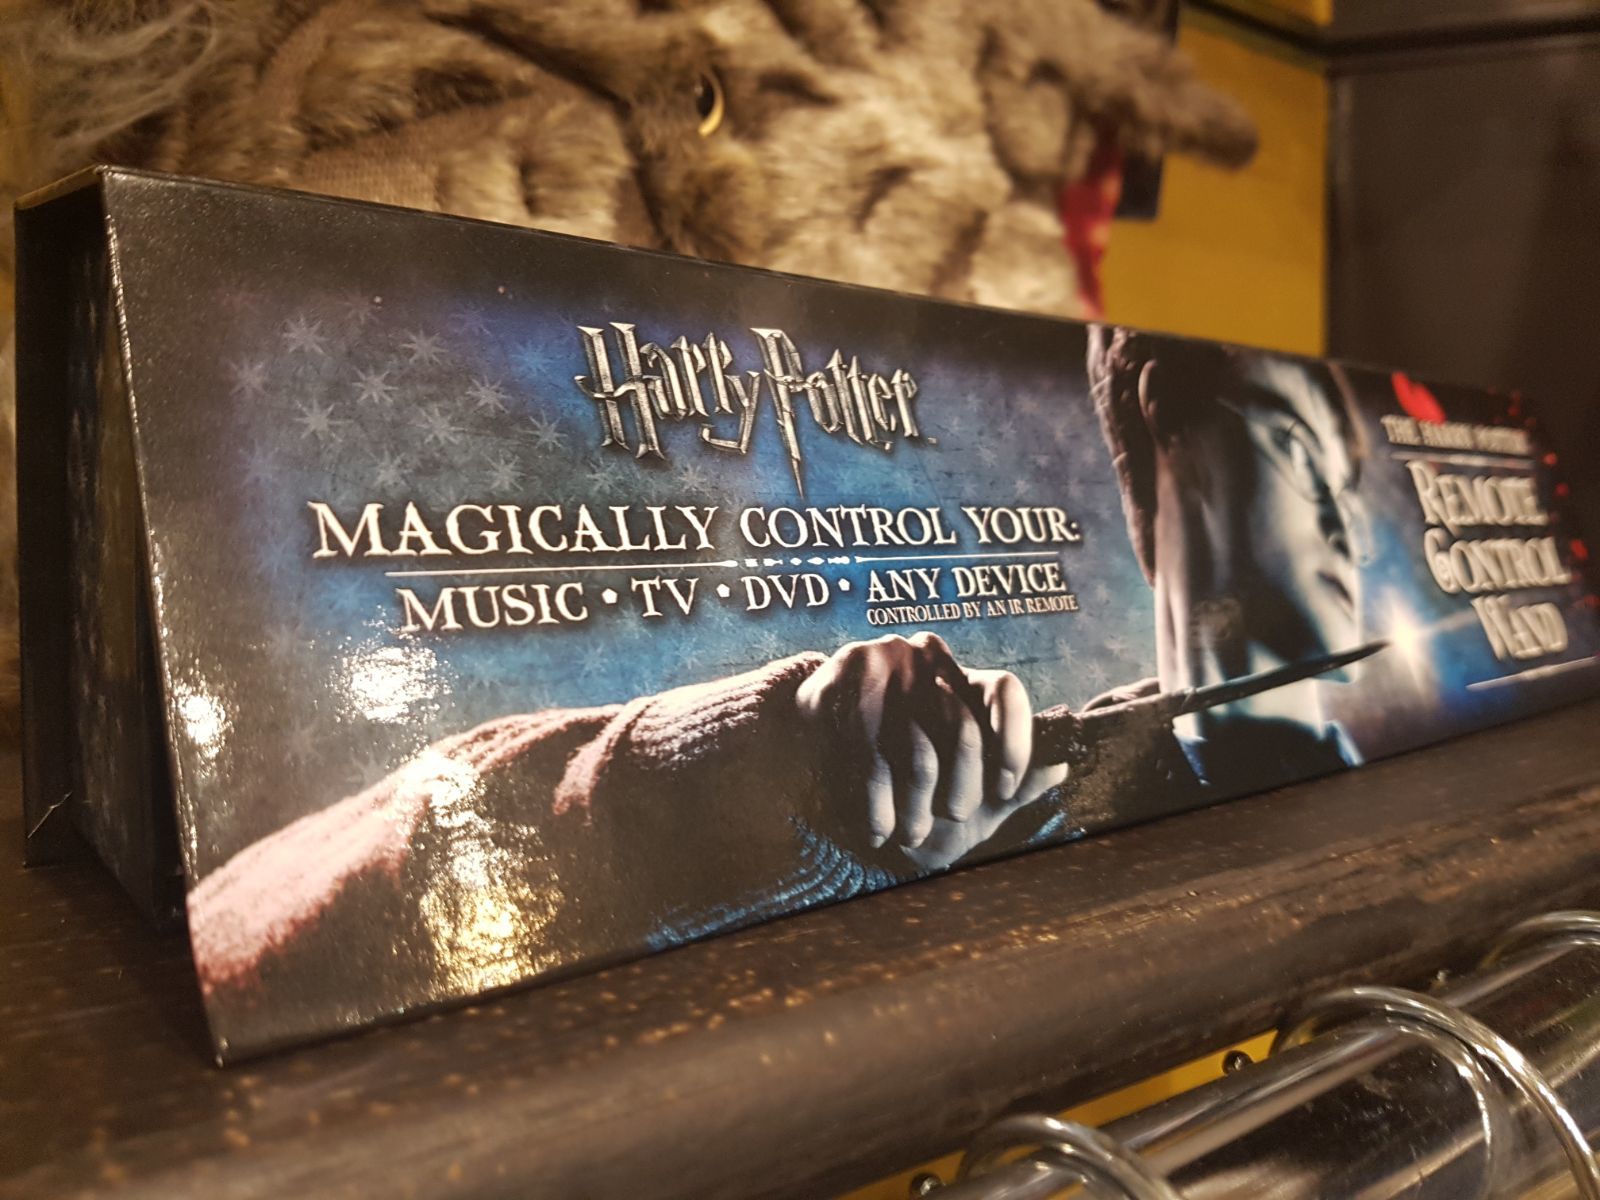 Harry Potter
MAGICALLY CONTROL YOUR:
MUSIC • TV • DVD • ANY DEVICE
CONTROLLED BY AN IR REMOTE
THE HARRY POTTER
REMOTE
CONTROL
WAND